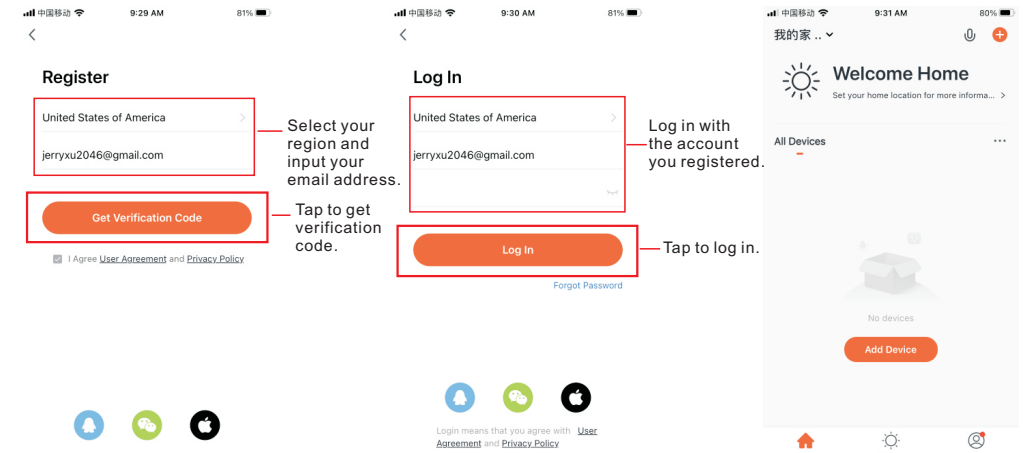 中国移动 9:29 AM 81%
Register
United States of America
jerryxu2046@gmail.com
Get Verification Code
I Agree User Agreement and Privacy Policy
Select your
region and
input your
email address.
Tap to get
verification
code.
中国移动 9:30 AM 81%
Log In
United States of America
jerryxu2046@gmail.com
Log In
Forgot Password
Login means that you agree with User
Agreement and Privacy Policy
Log in with
the account
you registered.
Tap to log in.
中国移动 9:31 AM 80%
我的家 ..
Welcome Home
Set your home location for more informa...
All Devices
No devices
Add Device